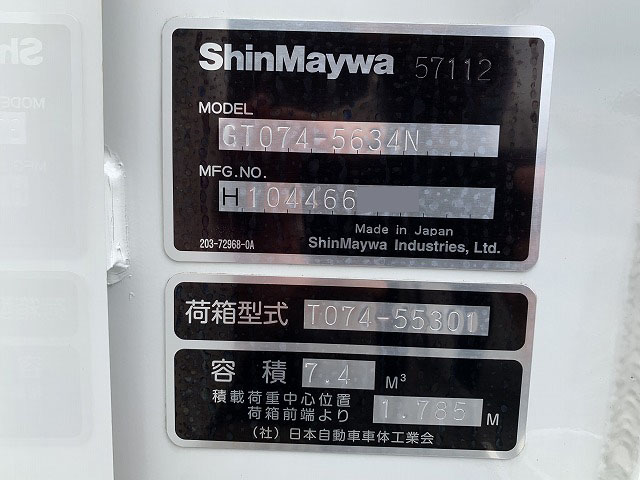 ShinMaywa 57112
MODEL
GT074-5634N
MFG.NO.
H104466
Made in Japan
203-72968-0A ShinMaywa Industries, Ltd.
荷箱型式 T074-55301
容積 7.4 M³
積載荷重中心位置
荷箱前端より 1.785 M
(社)日本自動車車体工業会